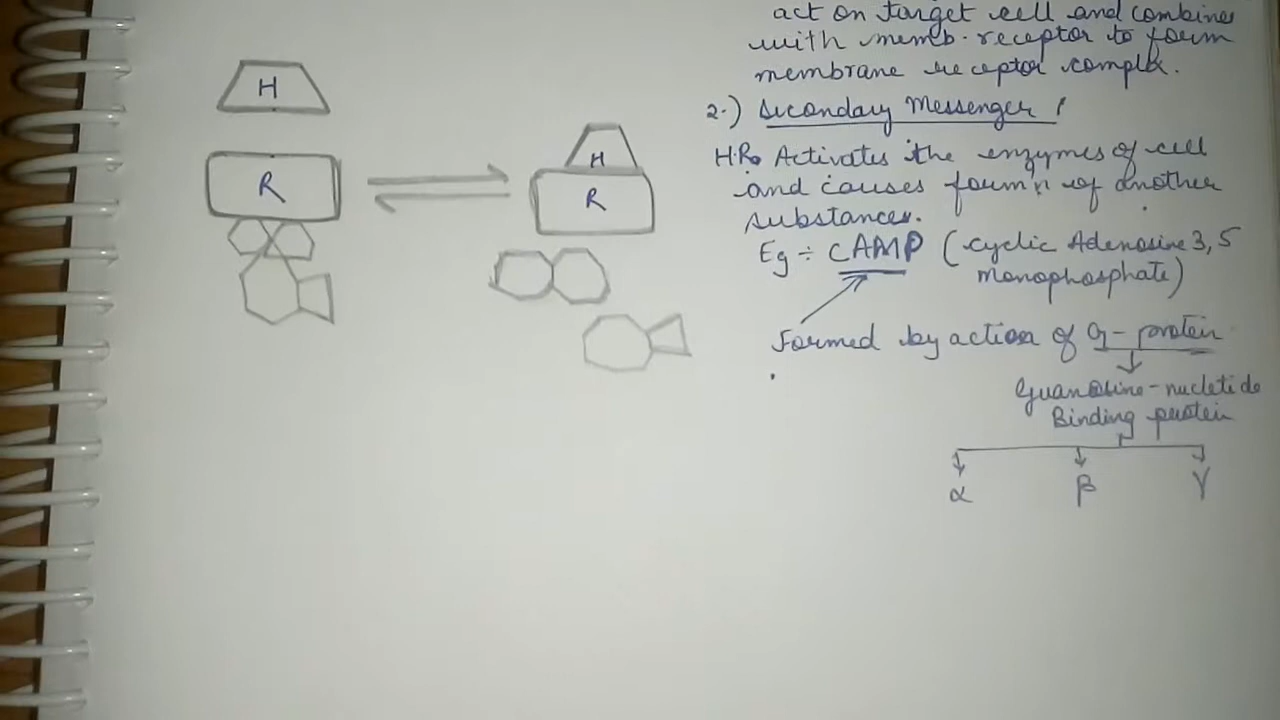 H
R
H
R
act on target cell and combines
with memb. receptor to form
membrane receptor complex.
2.) Secondary Messenger
H.R. Activates the enzymes of cell
and causes form'n of another
substances.
Eg ÷ CAMP (cyclic Adenosine 3, 5
monophosphate)
Formed by action of G-protein
Guanosine-nucletide
Binding protein
α β γ